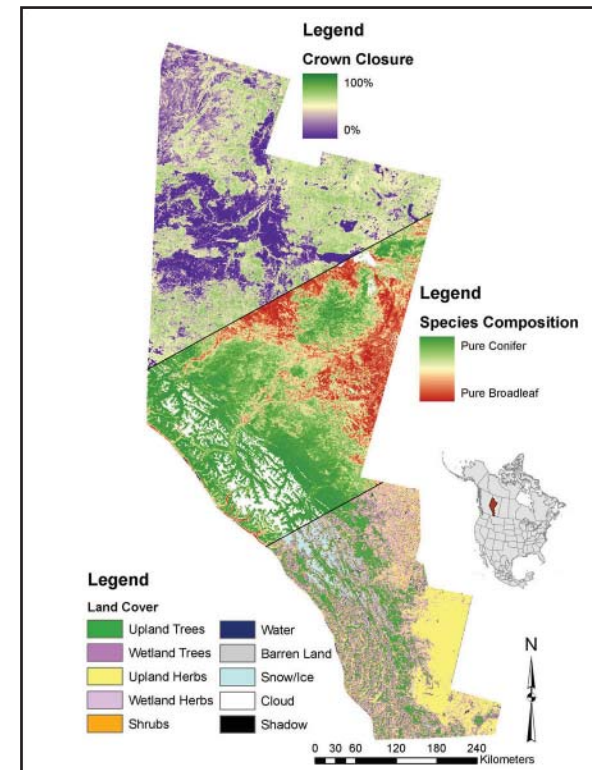 Legend
Crown Closure
100%
0%
Legend
Species Composition
Pure Conifer
Pure Broadleaf
Legend
Land Cover
Upland Trees
Wetland Trees
Upland Herbs
Wetland Herbs
Shrubs
Water
Barren Land
Snow/Ice
Cloud
Shadow
N
0 30 60 120 180 240
Kilometers